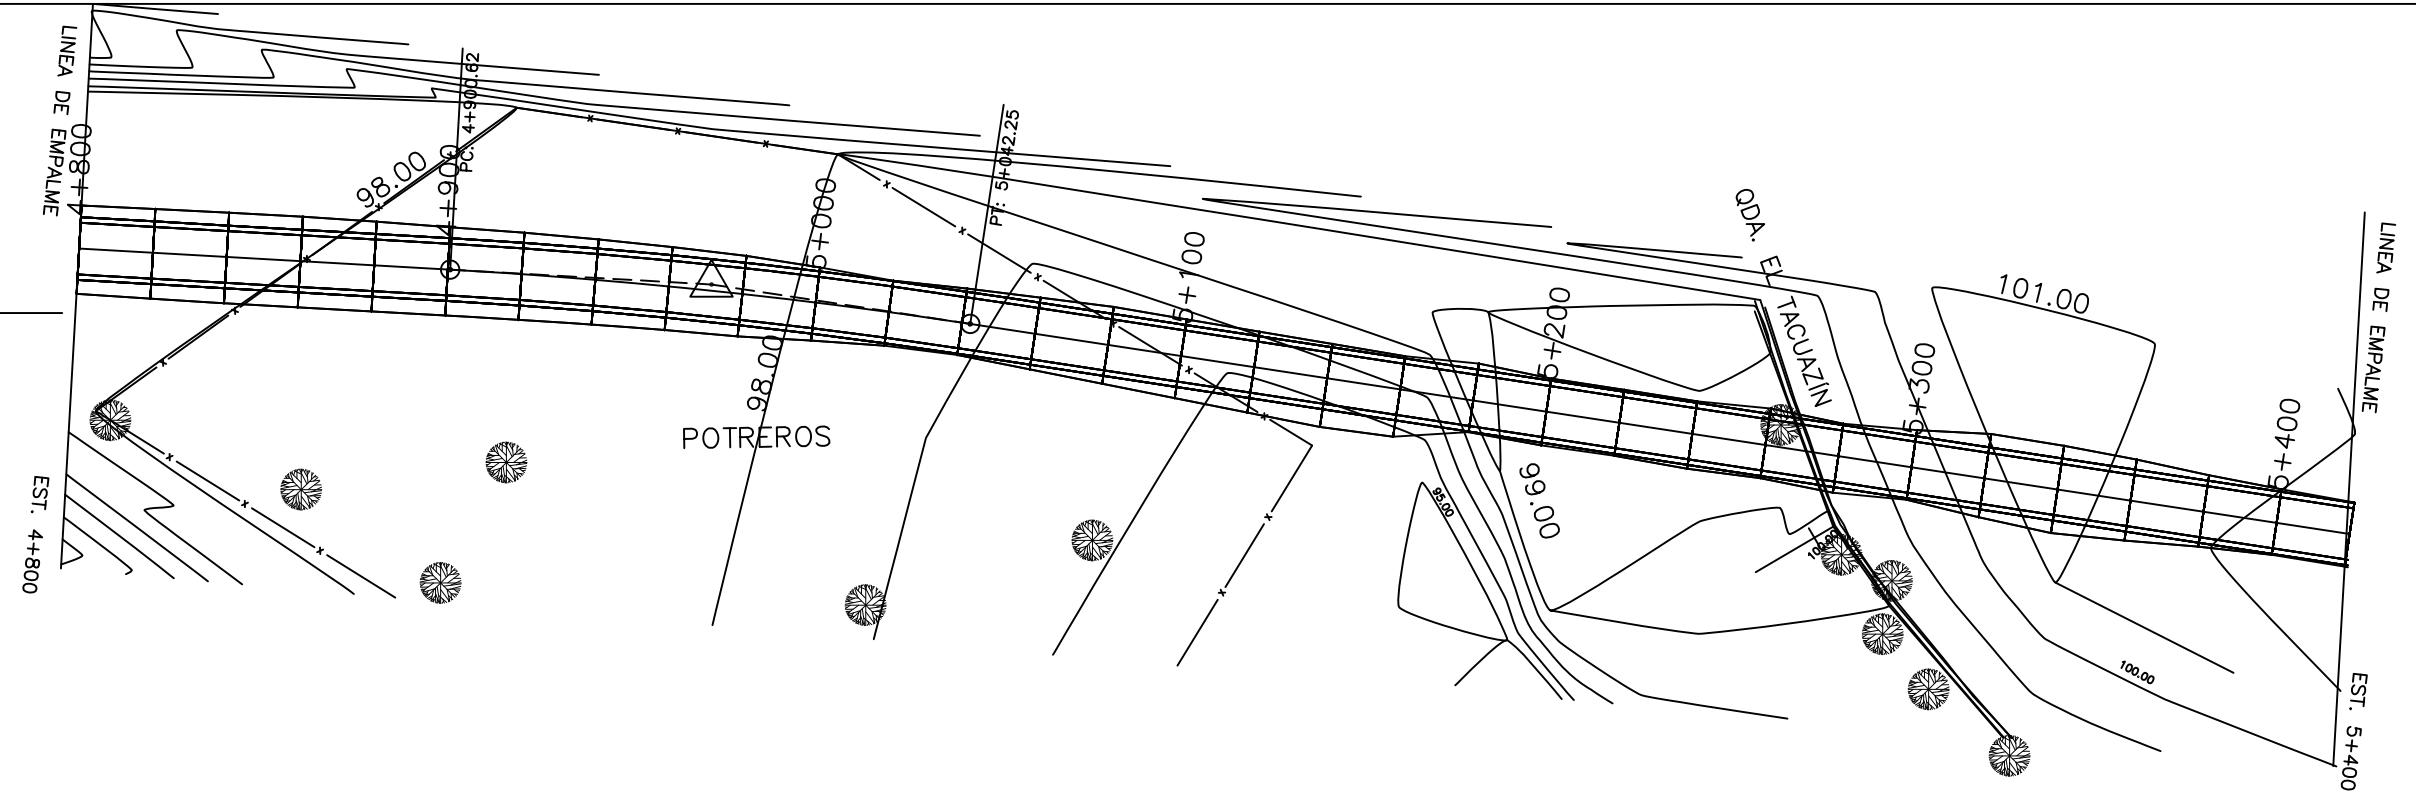 LINEA DE EMPALME
EST. 4+800
4+800
98.00
4+900
PC: 4+900.62
5+000
98.00
POTREROS
PT: 5+042.25
5+100
5+200
99.00
95.00
QDA. EL TACUAZÍN
100.00
5+300
101.00
100.00
5+400
LINEA DE EMPALME
EST. 5+400